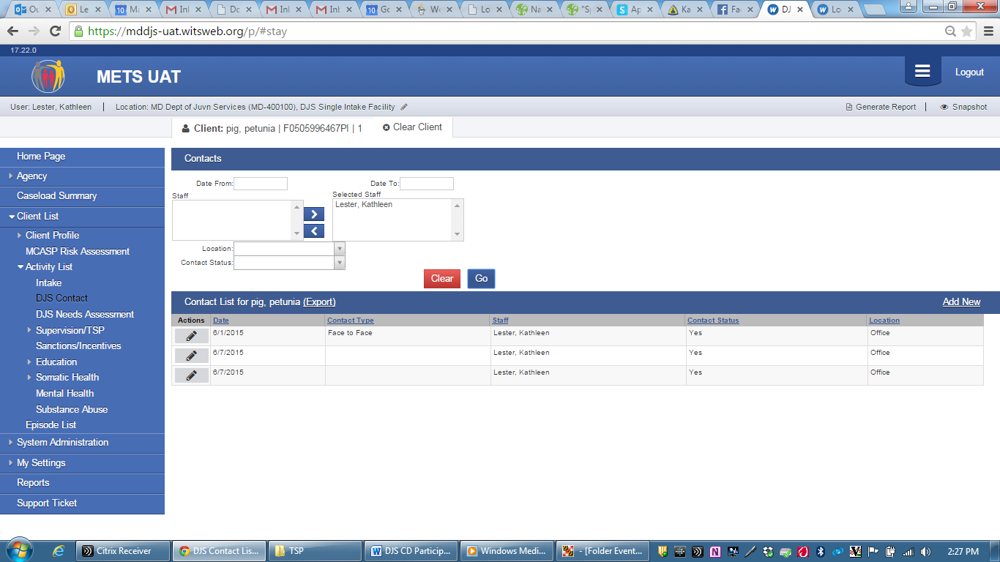 Ou Le Ma Inl Do Inl Inl Go We Lo Na "Sp Ap Ka Fac DJ Lo
https://mddjs-uat.witsweb.org/p/#stay
17.22.0
METS UAT Logout
User: Lester, Kathleen | Location: MD Dept of Juvn Services (MD-400100), DJS Single Intake Facility Generate Report | Snapshot
Client: pig, petunia | F0505996467PI | 1 Clear Client
Home Page
Agency
Caseload Summary
Client List
Client Profile
MCASP Risk Assessment
Activity List
Intake
DJS Contact
DJS Needs Assessment
Supervision/TSP
Sanctions/Incentives
Education
Somatic Health
Mental Health
Substance Abuse
Episode List
System Administration
My Settings
Reports
Support Ticket
Contacts
Date From: Date To:
Staff Selected Staff
Lester, Kathleen
Location:
Contact Status:
Clear Go
Contact List for pig, petunia (Export) Add New
Actions Date Contact Type Staff Contact Status Location
6/1/2015 Face to Face Lester, Kathleen Yes Office
6/7/2015 Lester, Kathleen Yes Office
6/7/2015 Lester, Kathleen Yes Office
Citrix Receiver DJS Contact Lis... TSP DJS CD Particip... Windows Medi... - [Folder Event... 2:27 PM